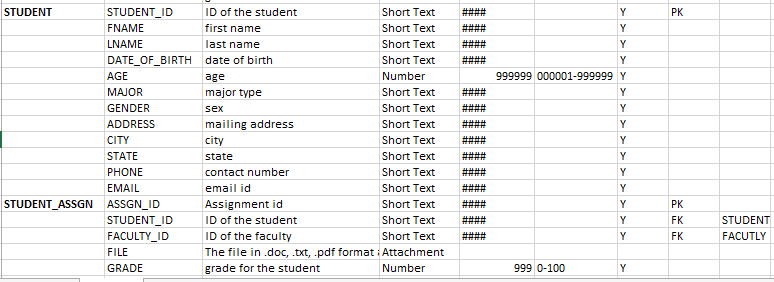 STUDENT STUDENT_ID ID of the student Short Text #### Y PK
FNAME first name Short Text #### Y
LNAME last name Short Text #### Y
DATE_OF_BIRTH date of birth Short Text #### Y
AGE age Number 999999 000001-999999 Y
MAJOR major type Short Text #### Y
GENDER sex Short Text #### Y
ADDRESS mailing address Short Text #### Y
CITY city Short Text #### Y
STATE state Short Text #### Y
PHONE contact number Short Text #### Y
EMAIL email id Short Text #### Y
STUDENT_ASSGN ASSGN_ID Assignment id Short Text #### Y PK
STUDENT_ID ID of the student Short Text #### Y FK STUDENT
FACULTY_ID ID of the faculty Short Text #### Y FK FACUTLY
FILE The file in .doc, .txt, .pdf format Attachment
GRADE grade for the student Number 999 0-100 Y